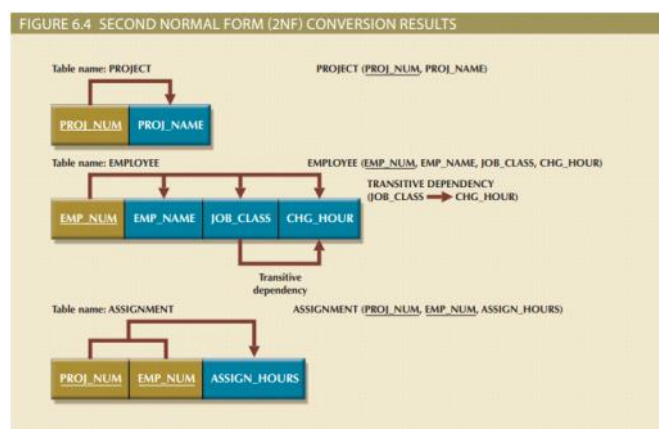 FIGURE 6.4 SECOND NORMAL FORM (2NF) CONVERSION RESULTS
Table name: PROJECT
PROJECT (PROJ_NUM, PROJ_NAME)
PROJ_NUM
PROJ_NAME
Table name: EMPLOYEE
EMPLOYEE (EMP_NUM, EMP_NAME, JOB_CLASS, CHG_HOUR)
TRANSITIVE DEPENDENCY
(JOB_CLASS CHG_HOUR)
EMP_NUM
EMP_NAME
JOB_CLASS
CHG_HOUR
Transitive
dependency
Table name: ASSIGNMENT
ASSIGNMENT (PROJ_NUM, EMP_NUM, ASSIGN_HOURS)
PROJ_NUM
EMP_NUM
ASSIGN_HOURS